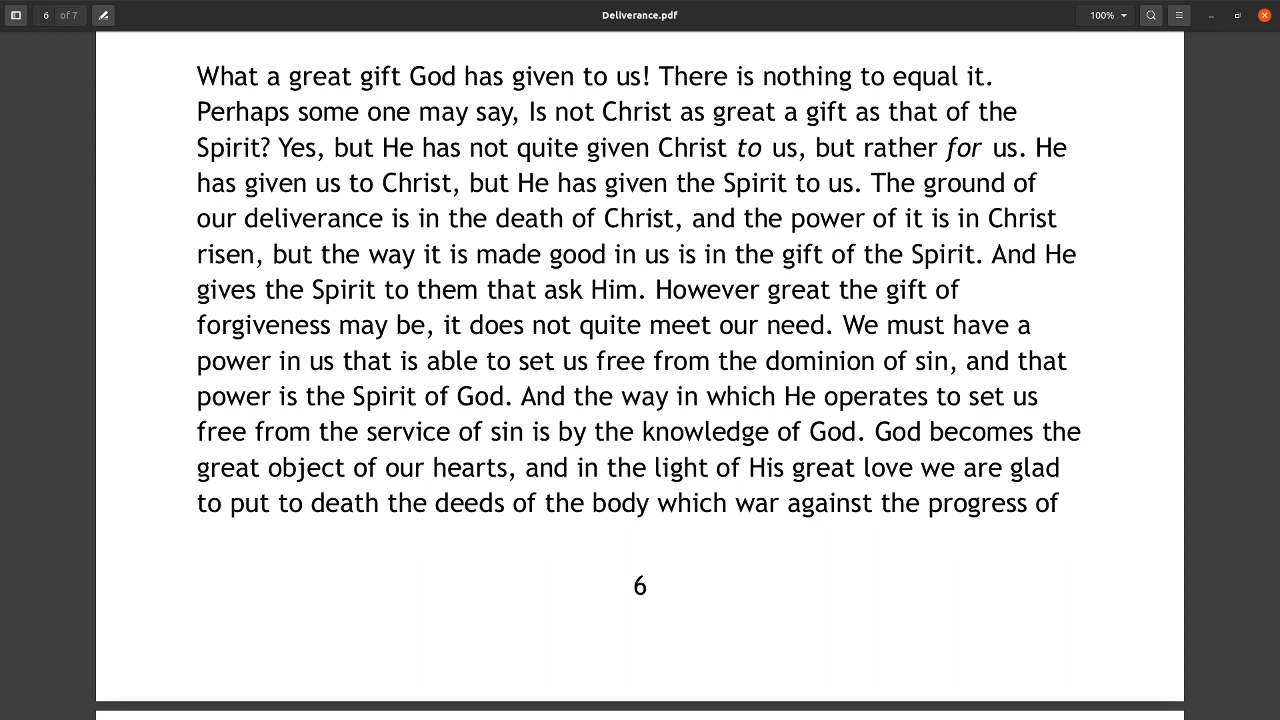 6 of 7
Deliverance.pdf
100%
What a great gift God has given to us! There is nothing to equal it.
Perhaps some one may say, Is not Christ as great a gift as that of the
Spirit? Yes, but He has not quite given Christ to us, but rather for us. He
has given us to Christ, but He has given the Spirit to us. The ground of
our deliverance is in the death of Christ, and the power of it is in Christ
risen, but the way it is made good in us is in the gift of the Spirit. And He
gives the Spirit to them that ask Him. However great the gift of
forgiveness may be, it does not quite meet our need. We must have a
power in us that is able to set us free from the dominion of sin, and that
power is the Spirit of God. And the way in which He operates to set us
free from the service of sin is by the knowledge of God. God becomes the
great object of our hearts, and in the light of His great love we are glad
to put to death the deeds of the body which war against the progress of
6